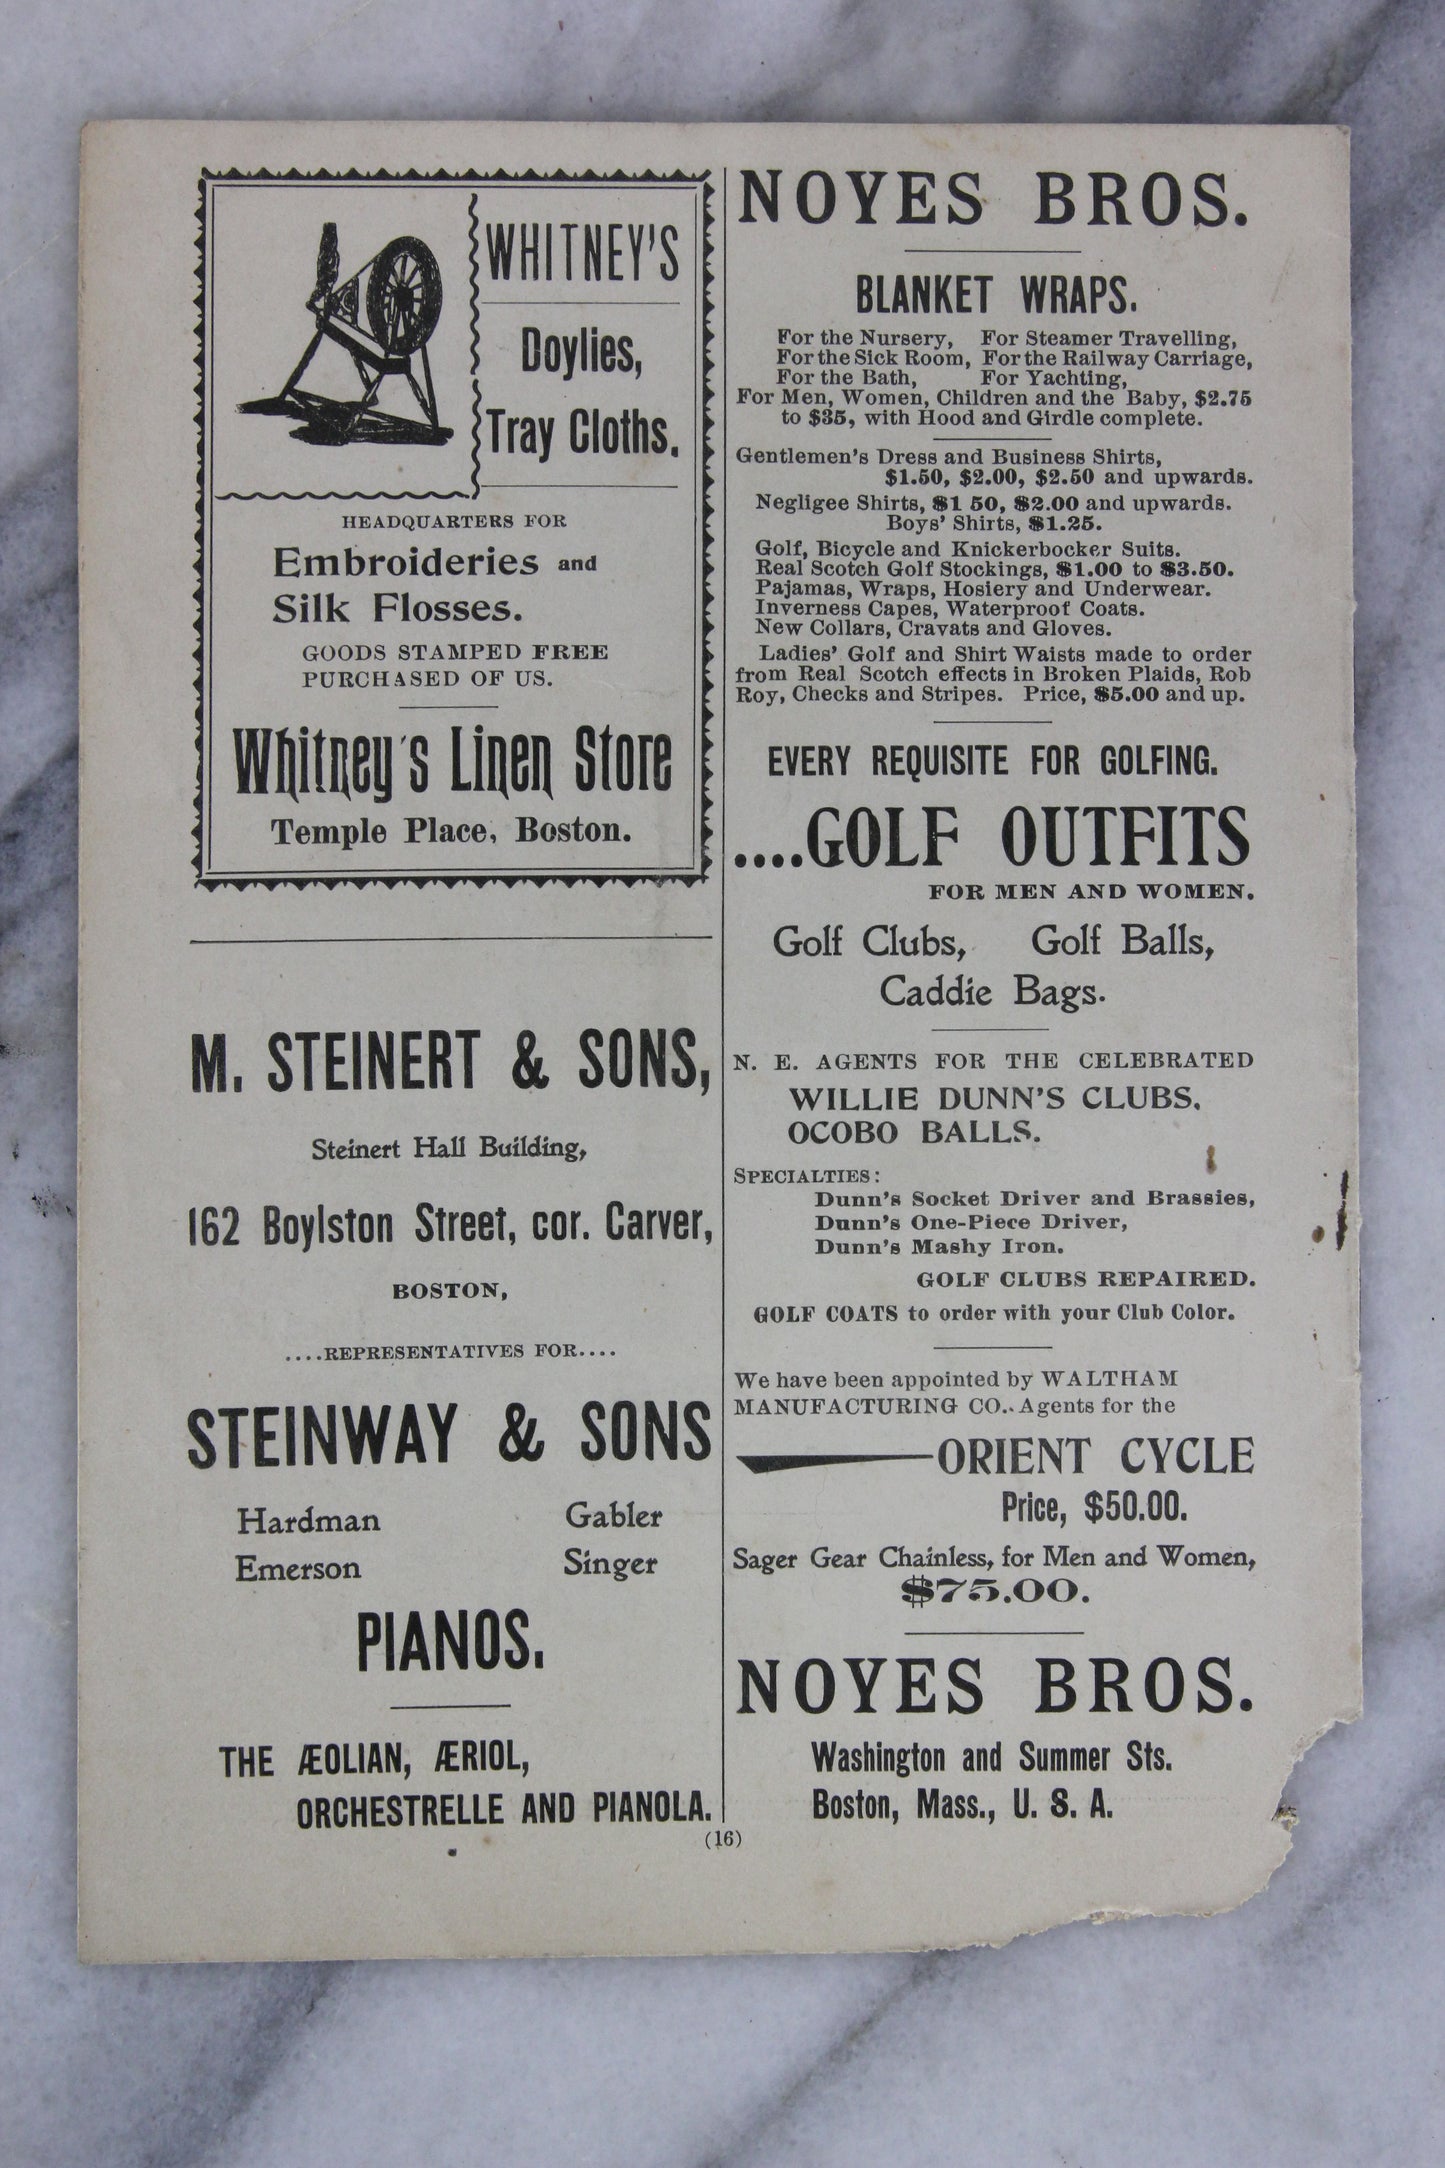 WHITNEY'S
Doylies,
Tray Cloths.
HEADQUARTERS FOR
Embroideries and
Silk Flosses.
GOODS STAMPED FREE
PURCHASED OF US.
Whitney's Linen Store
Temple Place, Boston.
M. STEINERT & SONS,
Steinert Hall Building,
162 Boylston Street, cor. Carver,
BOSTON,
....REPRESENTATIVES FOR....
STEINWAY & SONS
Hardman Gabler
Emerson Singer
PIANOS.
THE ÆOLIAN, ÆRIOL,
ORCHESTRELLE AND PIANOLA.
NOYES BROS.
BLANKET WRAPS.
For the Nursery, For Steamer Travelling,
For the Sick Room, For the Railway Carriage,
For the Bath, For Yachting,
For Men, Women, Children and the Baby, $2.75
to $35, with Hood and Girdle complete.
Gentlemen's Dress and Business Shirts,
$1.50, $2.00, $2.50 and upwards.
Negligee Shirts, $1 50, $2.00 and upwards.
Boys' Shirts, $1.25.
Golf, Bicycle and Knickerbocker Suits.
Real Scotch Golf Stockings, $1.00 to $3.50.
Pajamas, Wraps, Hosiery and Underwear.
Inverness Capes, Waterproof Coats.
New Collars, Cravats and Gloves.
Ladies' Golf and Shirt Waists made to order
from Real Scotch effects in Broken Plaids, Rob
Roy, Checks and Stripes. Price, $5.00 and up.
EVERY REQUISITE FOR GOLFING.
....GOLF OUTFITS
FOR MEN AND WOMEN.
Golf Clubs, Golf Balls,
Caddie Bags.
N. E. AGENTS FOR THE CELEBRATED
WILLIE DUNN'S CLUBS.
OCOBO BALLS.
SPECIALTIES:
Dunn's Socket Driver and Brassies,
Dunn's One-Piece Driver,
Dunn's Mashy Iron.
GOLF CLUBS REPAIRED.
GOLF COATS to order with your Club Color.
We have been appointed by WALTHAM
MANUFACTURING CO.. Agents for the
ORIENT CYCLE
Price, $50.00.
Sager Gear Chainless, for Men and Women,
$75.00.
NOYES BROS.
Washington and Summer Sts.
Boston, Mass., U. S. A.
(16)